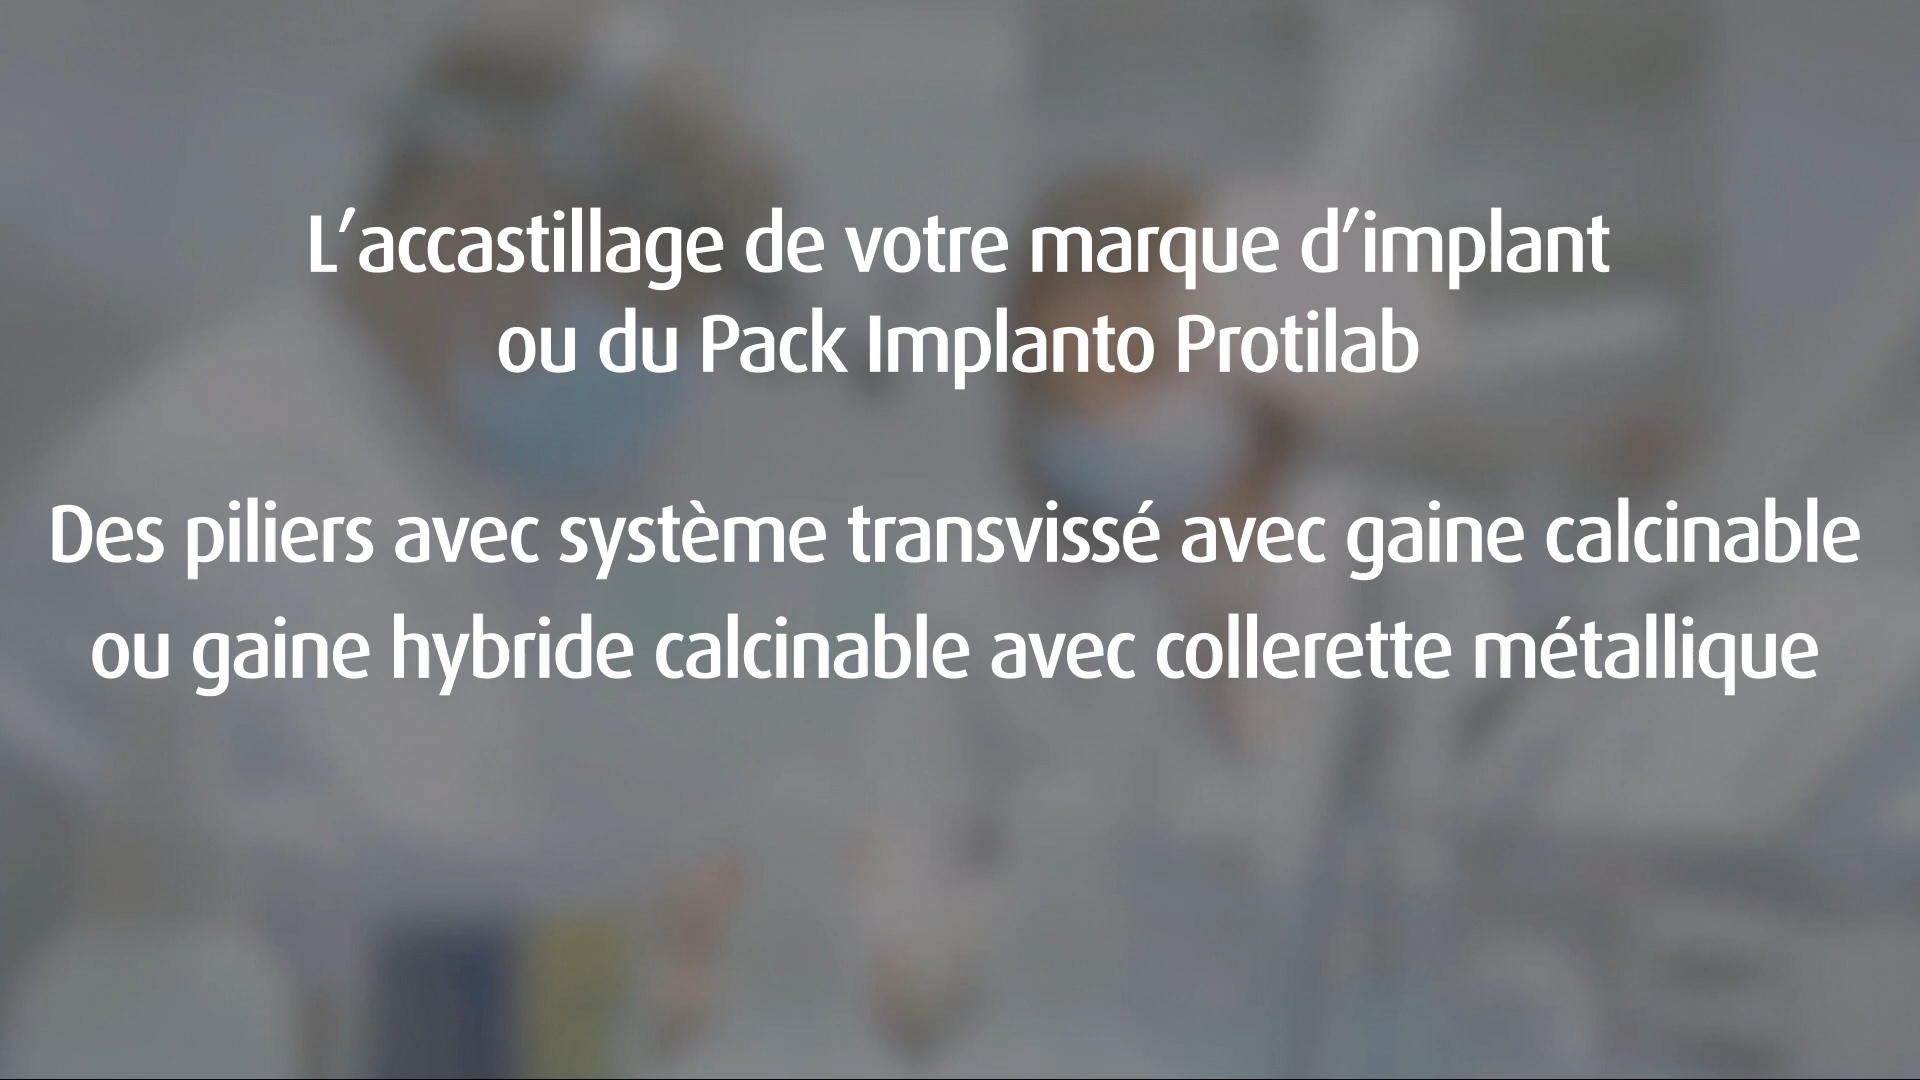 L’accastillage de votre marque d’implant
ou du Pack Implanto Protilab
Des piliers avec système transvissé avec gaine calcinable
ou gaine hybride calcinable avec collerette métallique